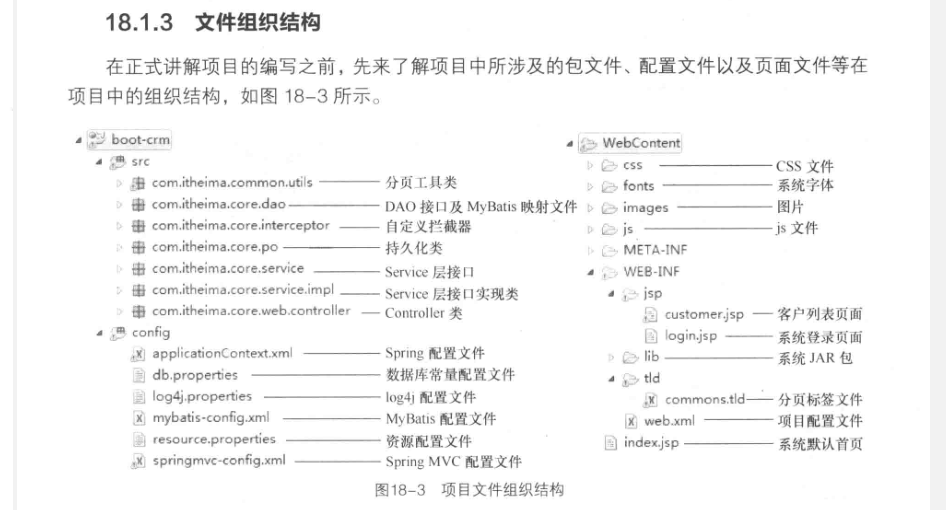 18.1.3 文件组织结构
在正式讲解项目的编写之前，先来了解项目中所涉及的包文件、配置文件以及页面文件等在
项目中的组织结构，如图 18-3 所示。
boot-crm
src
com.itheima.common.utils 分页工具类
com.itheima.core.dao DAO 接口及 MyBatis 映射文件
com.itheima.core.interceptor 自定义拦截器
com.itheima.core.po 持久化类
com.itheima.core.service Service 层接口
com.itheima.core.service.impl Service 层接口实现类
com.itheima.core.web.controller Controller 类
config
applicationContext.xml Spring 配置文件
db.properties 数据库常量配置文件
log4j.properties log4j 配置文件
mybatis-config.xml MyBatis 配置文件
resource.properties 资源配置文件
springmvc-config.xml Spring MVC 配置文件
WebContent
css CSS 文件
fonts 系统字体
images 图片
js js 文件
META-INF
WEB-INF
jsp
customer.jsp 客户列表页面
login.jsp 系统登录页面
lib 系统 JAR 包
tld
commons.tld 分页标签文件
web.xml 项目配置文件
index.jsp 系统默认首页
图18-3 项目文件组织结构